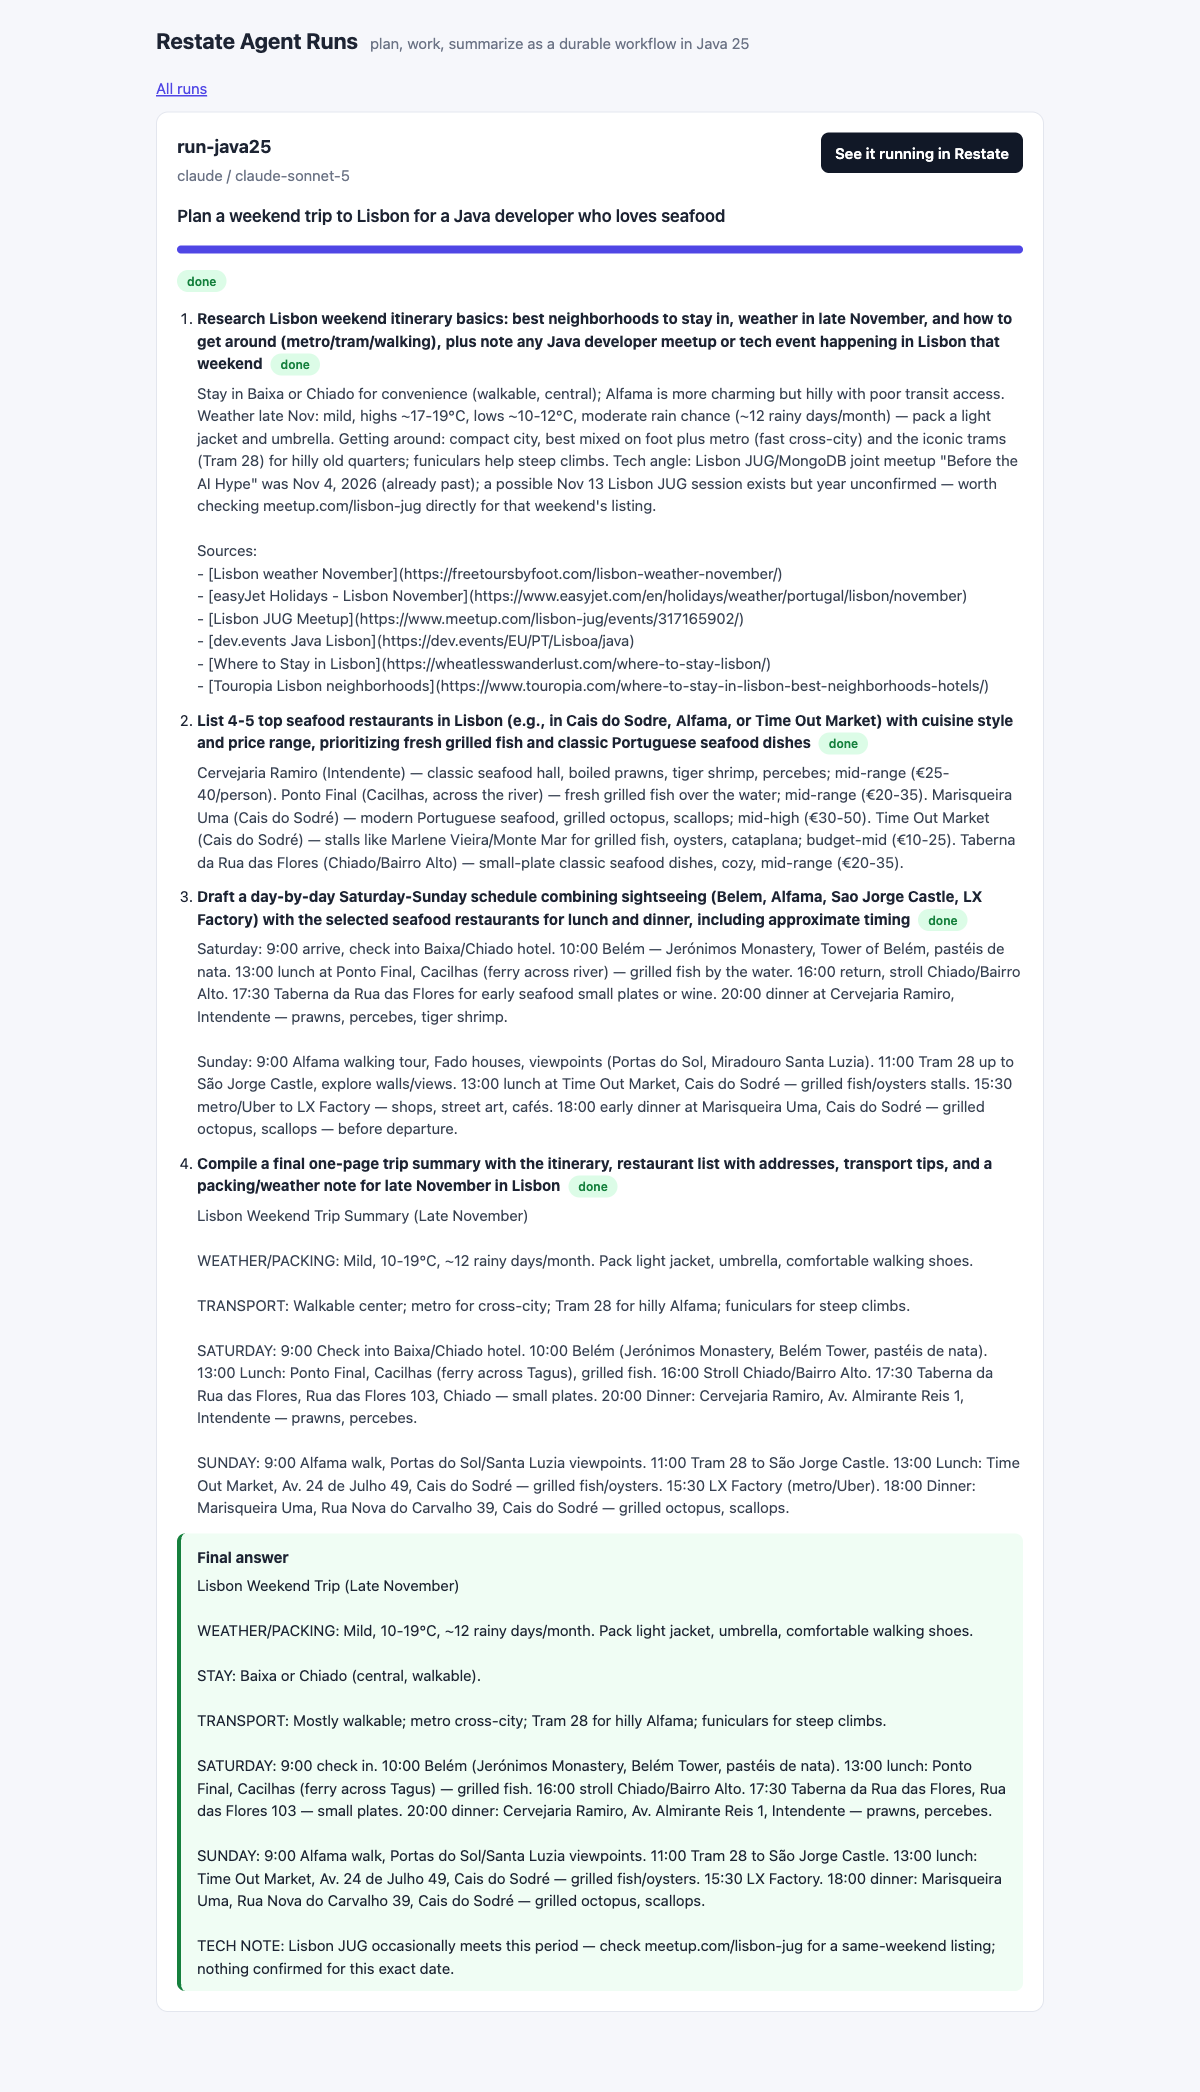 Restate Agent Runs plan, work, summarize as a durable workflow in Java 25
All runs
run-java25
See it running in Restate
claude / claude-sonnet-5
Plan a weekend trip to Lisbon for a Java developer who loves seafood
done
1. Research Lisbon weekend itinerary basics: best neighborhoods to stay in, weather in late November, and how to
get around (metro/tram/walking), plus note any Java developer meetup or tech event happening in Lisbon that
weekend done
Stay in Baixa or Chiado for convenience (walkable, central); Alfama is more charming but hilly with poor transit access.
Weather late Nov: mild, highs ~17-19°C, lows ~10-12°C, moderate rain chance (~12 rainy days/month) — pack a light
jacket and umbrella. Getting around: compact city, best mixed on foot plus metro (fast cross-city) and the iconic trams
(Tram 28) for hilly old quarters; funiculars help steep climbs. Tech angle: Lisbon JUG/MongoDB joint meetup "Before the
AI Hype" was Nov 4, 2026 (already past); a possible Nov 13 Lisbon JUG session exists but year unconfirmed — worth
checking meetup.com/lisbon-jug directly for that weekend's listing.
Sources:
- [Lisbon weather November](https://freetoursbyfoot.com/lisbon-weather-november/)
- [easyJet Holidays - Lisbon November](https://www.easyjet.com/en/holidays/weather/portugal/lisbon/november)
- [Lisbon JUG Meetup](https://www.meetup.com/lisbon-jug/events/317165902/)
- [dev.events Java Lisbon](https://dev.events/EU/PT/Lisboa/java)
- [Where to Stay in Lisbon](https://wheatlesswanderlust.com/where-to-stay-lisbon/)
- [Touropia Lisbon neighborhoods](https://www.touropia.com/where-to-stay-in-lisbon-best-neighborhoods-hotels/)
2. List 4-5 top seafood restaurants in Lisbon (e.g., in Cais do Sodre, Alfama, or Time Out Market) with cuisine style
and price range, prioritizing fresh grilled fish and classic Portuguese seafood dishes done
Cervejaria Ramiro (Intendente) — classic seafood hall, boiled prawns, tiger shrimp, percebes; mid-range (€25-
40/person). Ponto Final (Cacilhas, across the river) — fresh grilled fish over the water; mid-range (€20-35). Marisqueira
Uma (Cais do Sodré) — modern Portuguese seafood, grilled octopus, scallops; mid-high (€30-50). Time Out Market
(Cais do Sodré) — stalls like Marlene Vieira/Monte Mar for grilled fish, oysters, cataplana; budget-mid (€10-25). Taberna
da Rua das Flores (Chiado/Bairro Alto) — small-plate classic seafood dishes, cozy, mid-range (€20-35).
3. Draft a day-by-day Saturday-Sunday schedule combining sightseeing (Belem, Alfama, Sao Jorge Castle, LX
Factory) with the selected seafood restaurants for lunch and dinner, including approximate timing done
Saturday: 9:00 arrive, check into Baixa/Chiado hotel. 10:00 Belém — Jerónimos Monastery, Tower of Belém, pastéis de
nata. 13:00 lunch at Ponto Final, Cacilhas (ferry across river) — grilled fish by the water. 16:00 return, stroll Chiado/Bairro
Alto. 17:30 Taberna da Rua das Flores for early seafood small plates or wine. 20:00 dinner at Cervejaria Ramiro,
Intendente — prawns, percebes, tiger shrimp.
Sunday: 9:00 Alfama walking tour, Fado houses, viewpoints (Portas do Sol, Miradouro Santa Luzia). 11:00 Tram 28 up to
São Jorge Castle, explore walls/views. 13:00 lunch at Time Out Market, Cais do Sodré — grilled fish/oysters stalls. 15:30
metro/Uber to LX Factory — shops, street art, cafés. 18:00 early dinner at Marisqueira Uma, Cais do Sodré — grilled
octopus, scallops — before departure.
4. Compile a final one-page trip summary with the itinerary, restaurant list with addresses, transport tips, and a
packing/weather note for late November in Lisbon done
Lisbon Weekend Trip Summary (Late November)
WEATHER/PACKING: Mild, 10-19°C, ~12 rainy days/month. Pack light jacket, umbrella, comfortable walking shoes.
TRANSPORT: Walkable center; metro for cross-city; Tram 28 for hilly Alfama; funiculars for steep climbs.
SATURDAY: 9:00 Check into Baixa/Chiado hotel. 10:00 Belém (Jerónimos Monastery, Belém Tower, pastéis de nata).
13:00 Lunch: Ponto Final, Cacilhas (ferry across Tagus), grilled fish. 16:00 Stroll Chiado/Bairro Alto. 17:30 Taberna da
Rua das Flores, Rua das Flores 103, Chiado — small plates. 20:00 Dinner: Cervejaria Ramiro, Av. Almirante Reis 1,
Intendente — prawns, percebes.
SUNDAY: 9:00 Alfama walk, Portas do Sol/Santa Luzia viewpoints. 11:00 Tram 28 to São Jorge Castle. 13:00 Lunch: Time
Out Market, Av. 24 de Julho 49, Cais do Sodré — grilled fish/oysters. 15:30 LX Factory (metro/Uber). 18:00 Dinner:
Marisqueira Uma, Rua Nova do Carvalho 39, Cais do Sodré — grilled octopus, scallops.
Final answer
Lisbon Weekend Trip (Late November)
WEATHER/PACKING: Mild, 10-19°C, ~12 rainy days/month. Pack light jacket, umbrella, comfortable walking shoes.
STAY: Baixa or Chiado (central, walkable).
TRANSPORT: Mostly walkable; metro cross-city; Tram 28 for hilly Alfama; funiculars for steep climbs.
SATURDAY: 9:00 check in. 10:00 Belém (Jerónimos Monastery, Belém Tower, pastéis de nata). 13:00 lunch: Ponto
Final, Cacilhas (ferry across Tagus) — grilled fish. 16:00 stroll Chiado/Bairro Alto. 17:30 Taberna da Rua das Flores, Rua
das Flores 103 — small plates. 20:00 dinner: Cervejaria Ramiro, Av. Almirante Reis 1, Intendente — prawns, percebes.
SUNDAY: 9:00 Alfama walk, Portas do Sol/Santa Luzia viewpoints. 11:00 Tram 28 to São Jorge Castle. 13:00 lunch:
Time Out Market, Av. 24 de Julho 49, Cais do Sodré — grilled fish/oysters. 15:30 LX Factory. 18:00 dinner: Marisqueira
Uma, Rua Nova do Carvalho 39, Cais do Sodré — grilled octopus, scallops.
TECH NOTE: Lisbon JUG occasionally meets this period — check meetup.com/lisbon-jug for a same-weekend listing;
nothing confirmed for this exact date.